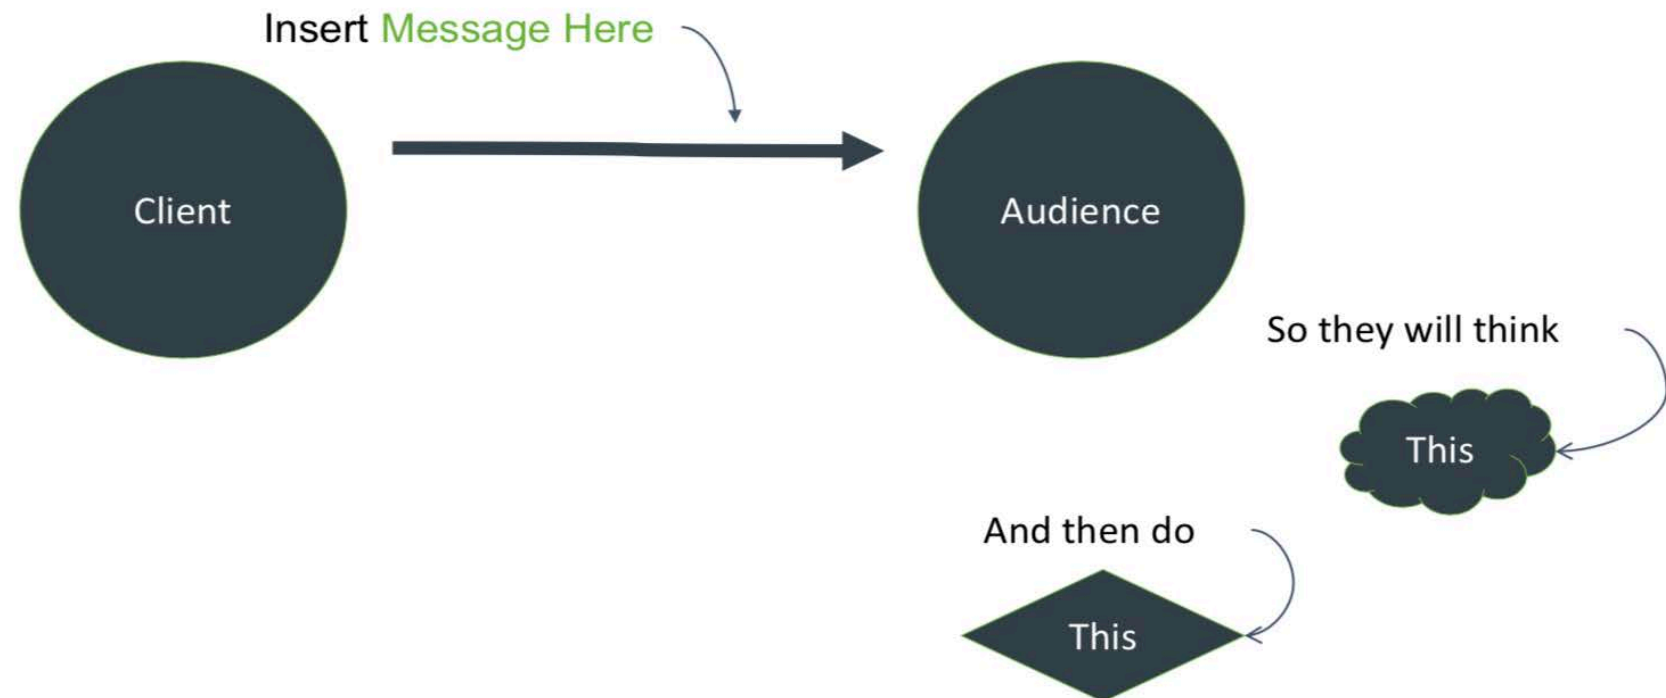 Insert Message Here
Client
Audience
So they will think
This
And then do
This